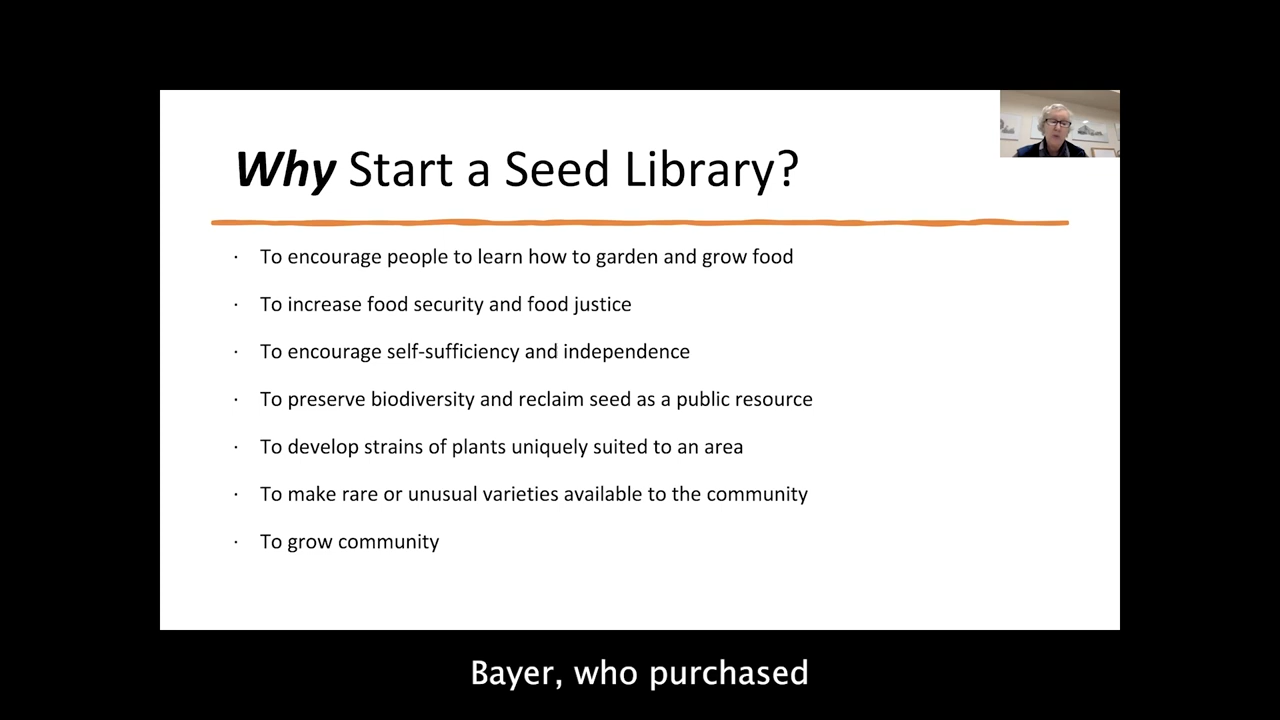 Why Start a Seed Library?
· To encourage people to learn how to garden and grow food
· To increase food security and food justice
· To encourage self-sufficiency and independence
· To preserve biodiversity and reclaim seed as a public resource
· To develop strains of plants uniquely suited to an area
· To make rare or unusual varieties available to the community
· To grow community
Bayer, who purchased